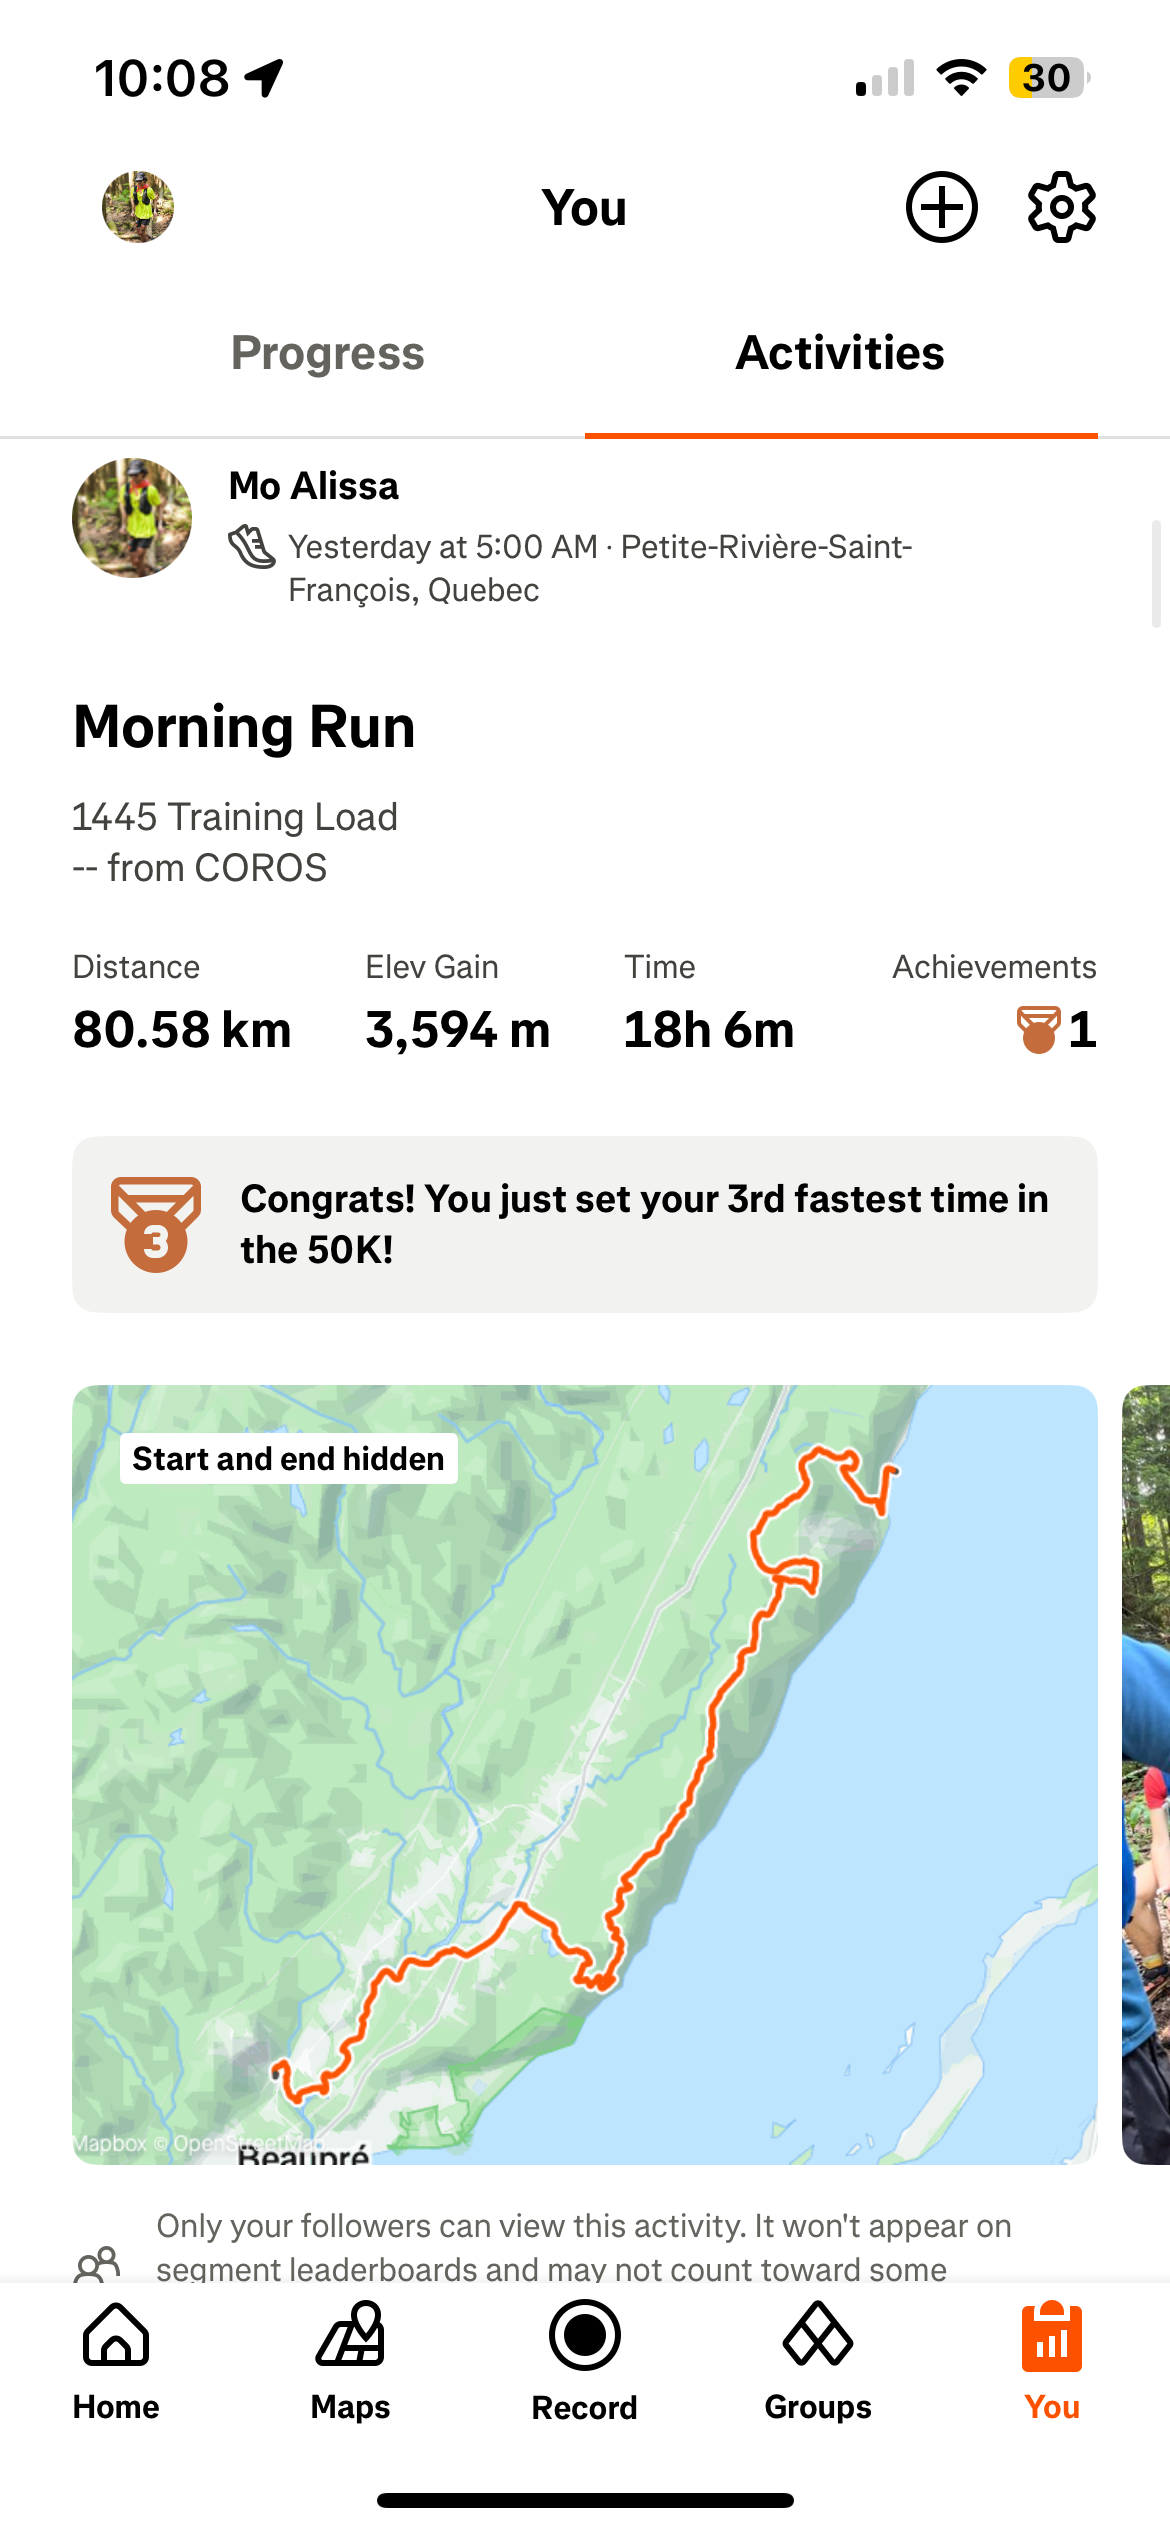 10:08
30
You
Progress
Activities
Mo Alissa
Yesterday at 5:00 AM · Petite-Rivière-Saint-
François, Quebec
Morning Run
1445 Training Load
-- from COROS
Distance
Elev Gain
Time
Achievements
80.58 km
3,594 m
18h 6m
1
3
Congrats! You just set your 3rd fastest time in
the 50K!
Start and end hidden
Mapbox © OpenStreetMap
Beaupré
Only your followers can view this activity. It won't appear on
segment leaderboards and may not count toward some
Home
Maps
Record
Groups
You